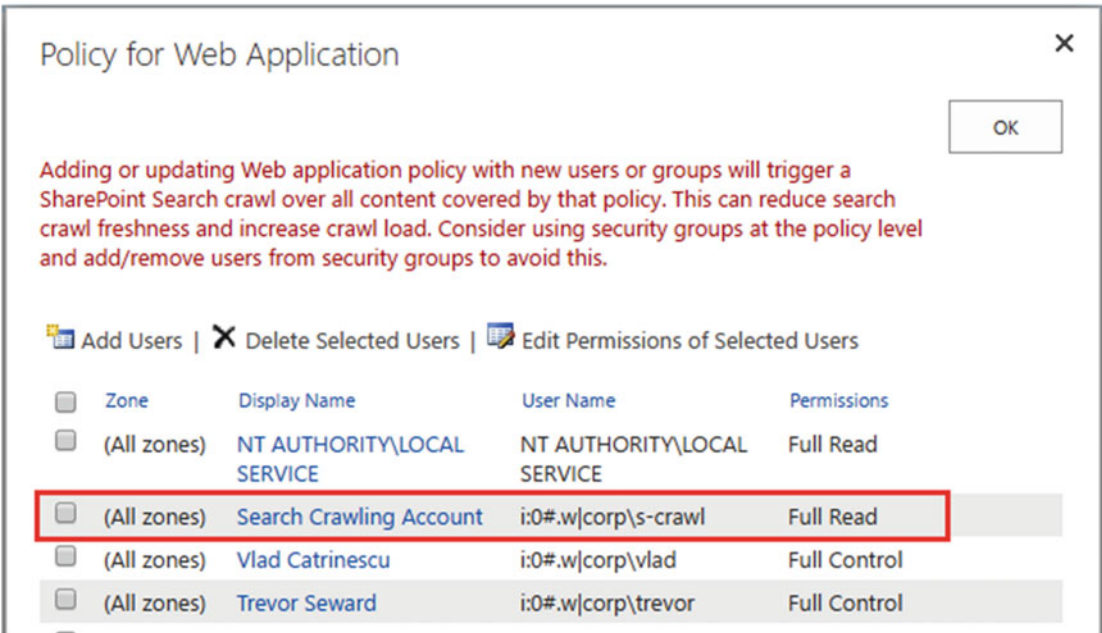 Policy for Web Application
OK
Adding or updating Web application policy with new users or groups will trigger a
SharePoint Search crawl over all content covered by that policy. This can reduce search
crawl freshness and increase crawl load. Consider using security groups at the policy level
and add/remove users from security groups to avoid this.
Add Users | Delete Selected Users | Edit Permissions of Selected Users
Zone Display Name User Name Permissions
(All zones) NT AUTHORITY\LOCAL NT AUTHORITY\LOCAL Full Read
SERVICE SERVICE
(All zones) Search Crawling Account i:0#.w|corp\s-crawl Full Read
(All zones) Vlad Catrinescu i:0#.w|corp\vlad Full Control
(All zones) Trevor Seward i:0#.w|corp\trevor Full Control